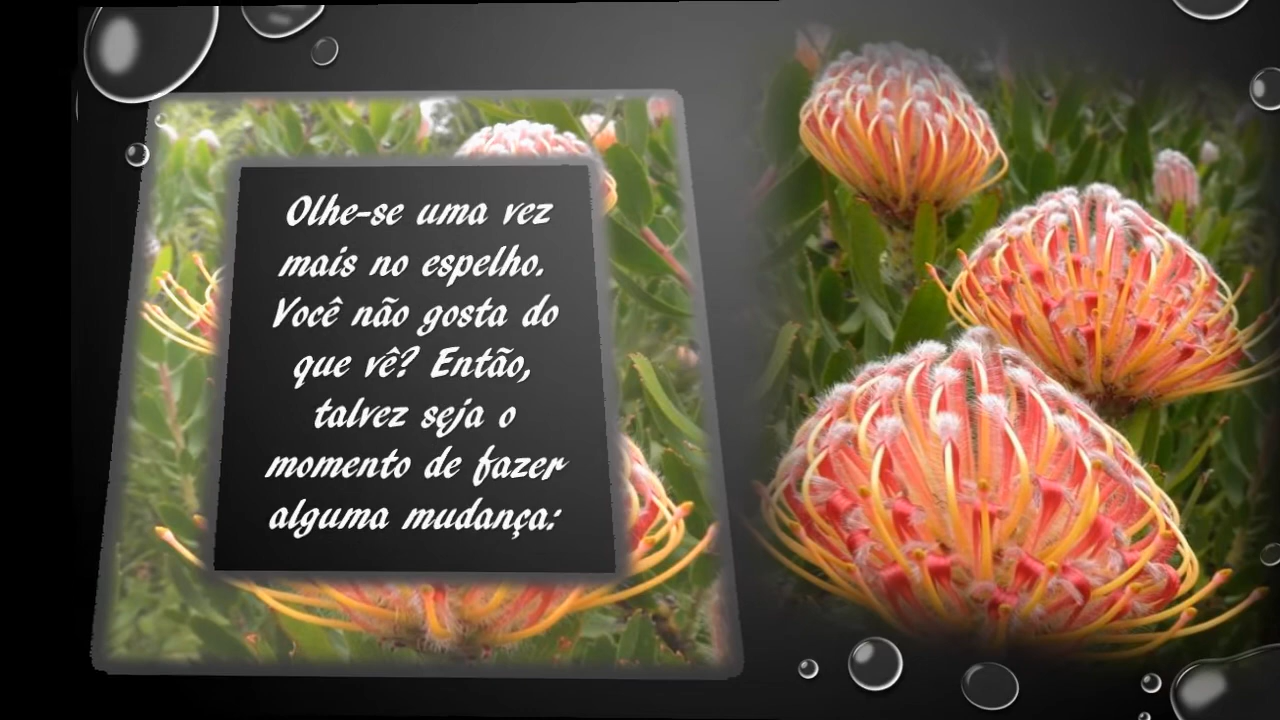 Olhe-se uma vez
mais no espelho.
Você não gosta do
que vê? Então,
talvez seja o
momento de fazer
alguma mudança: